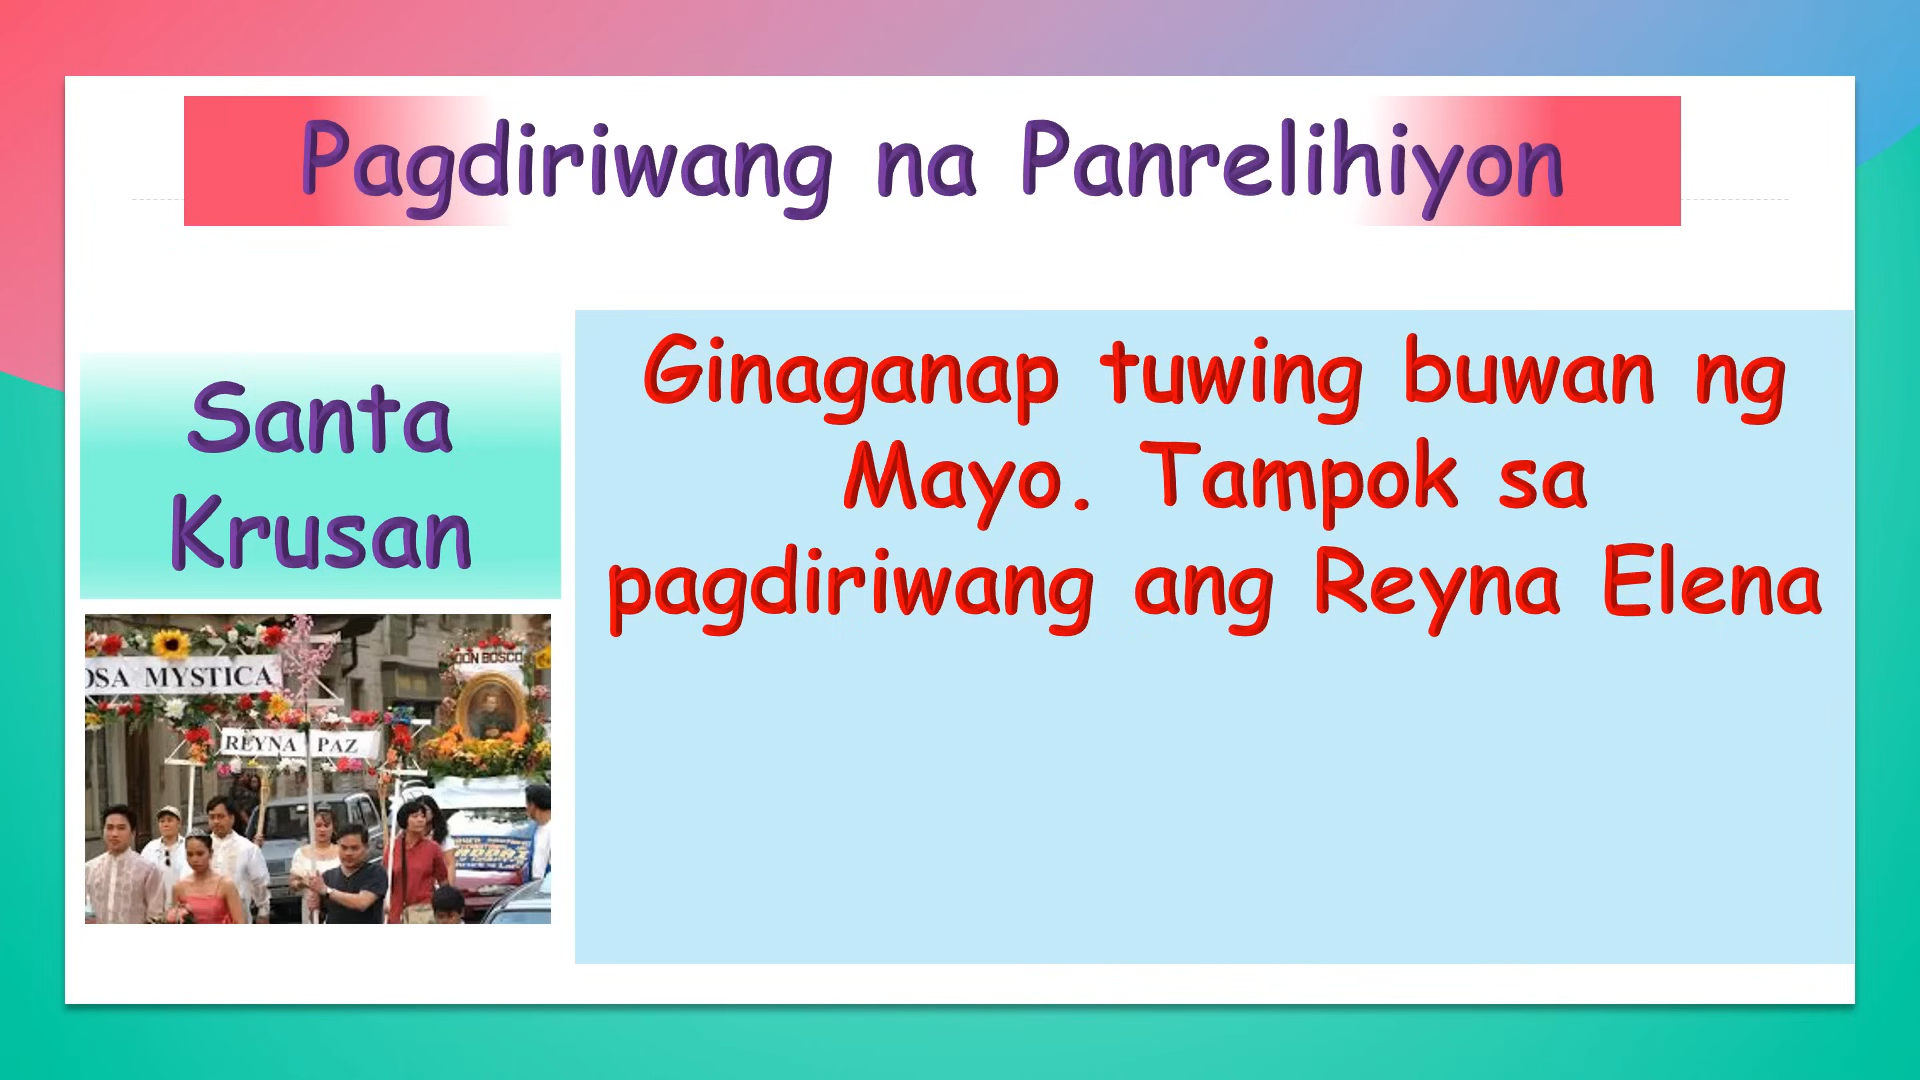 Pagdiriwang na Panrelihiyon
Santa
Krusan
Ginaganap tuwing buwan ng
Mayo. Tampok sa
pagdiriwang ang Reyna Elena
OSA MYSTICA
DON BOSCO
REYNA PAZ